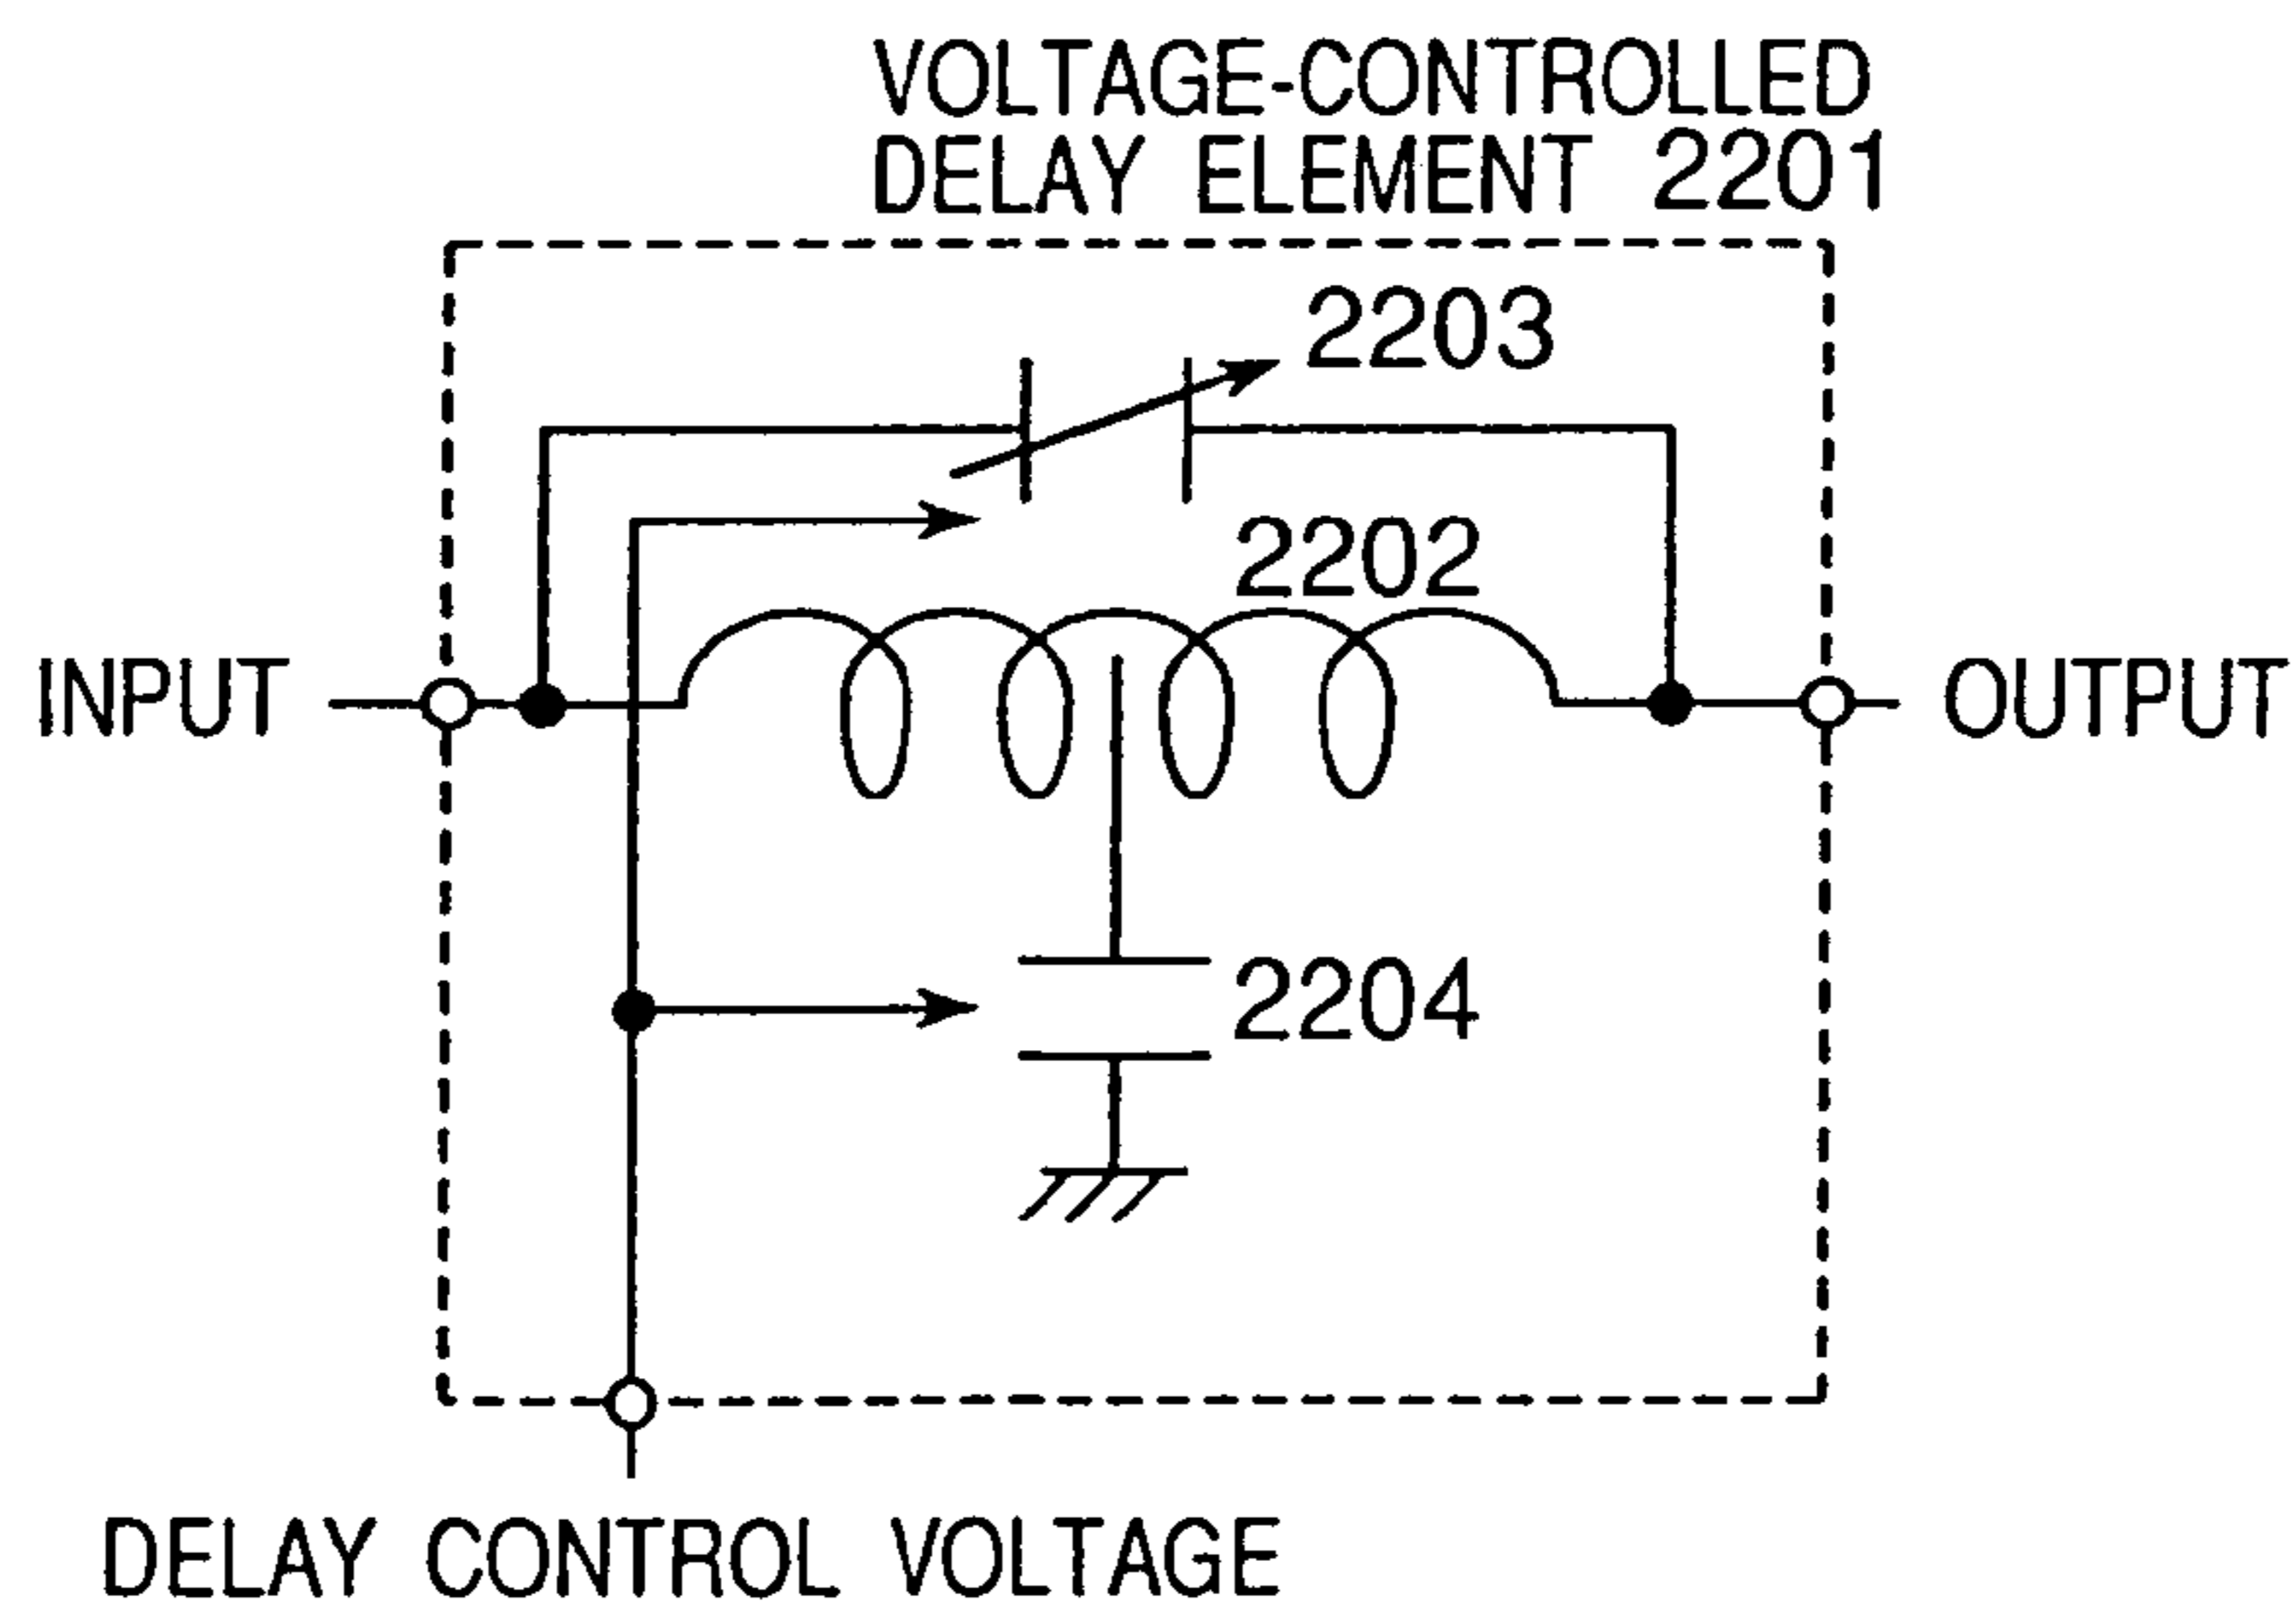 VOLTAGE-CONTROLLED
DELAY ELEMENT 2201
2203
2202
INPUT
OUTPUT
2204
DELAY CONTROL VOLTAGE